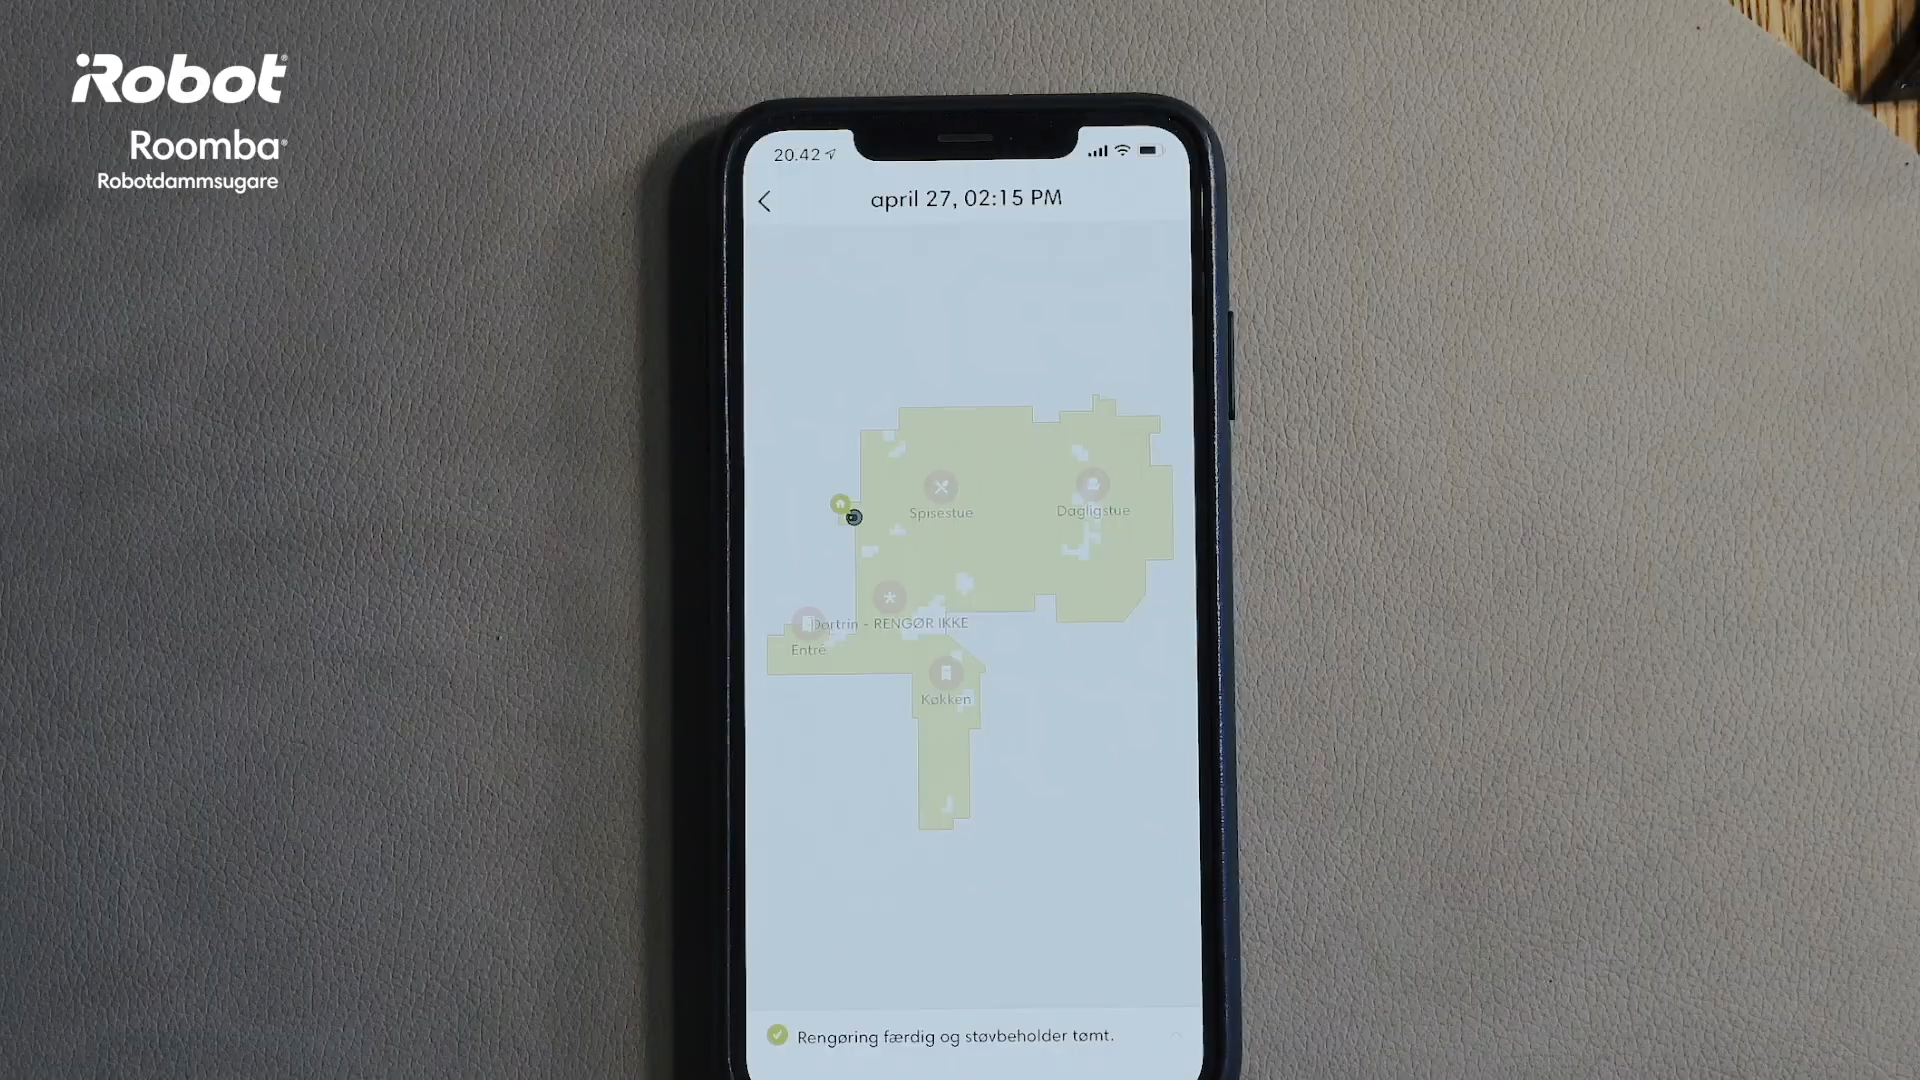 iRobot®
Roomba®
Robotdammsugare
20.42
april 27, 02:15 PM
Spisestue
Dagligstue
Dørtrin - RENGØR IKKE
Entré
Køkken
Rengøring færdig og støvbeholder tømt.